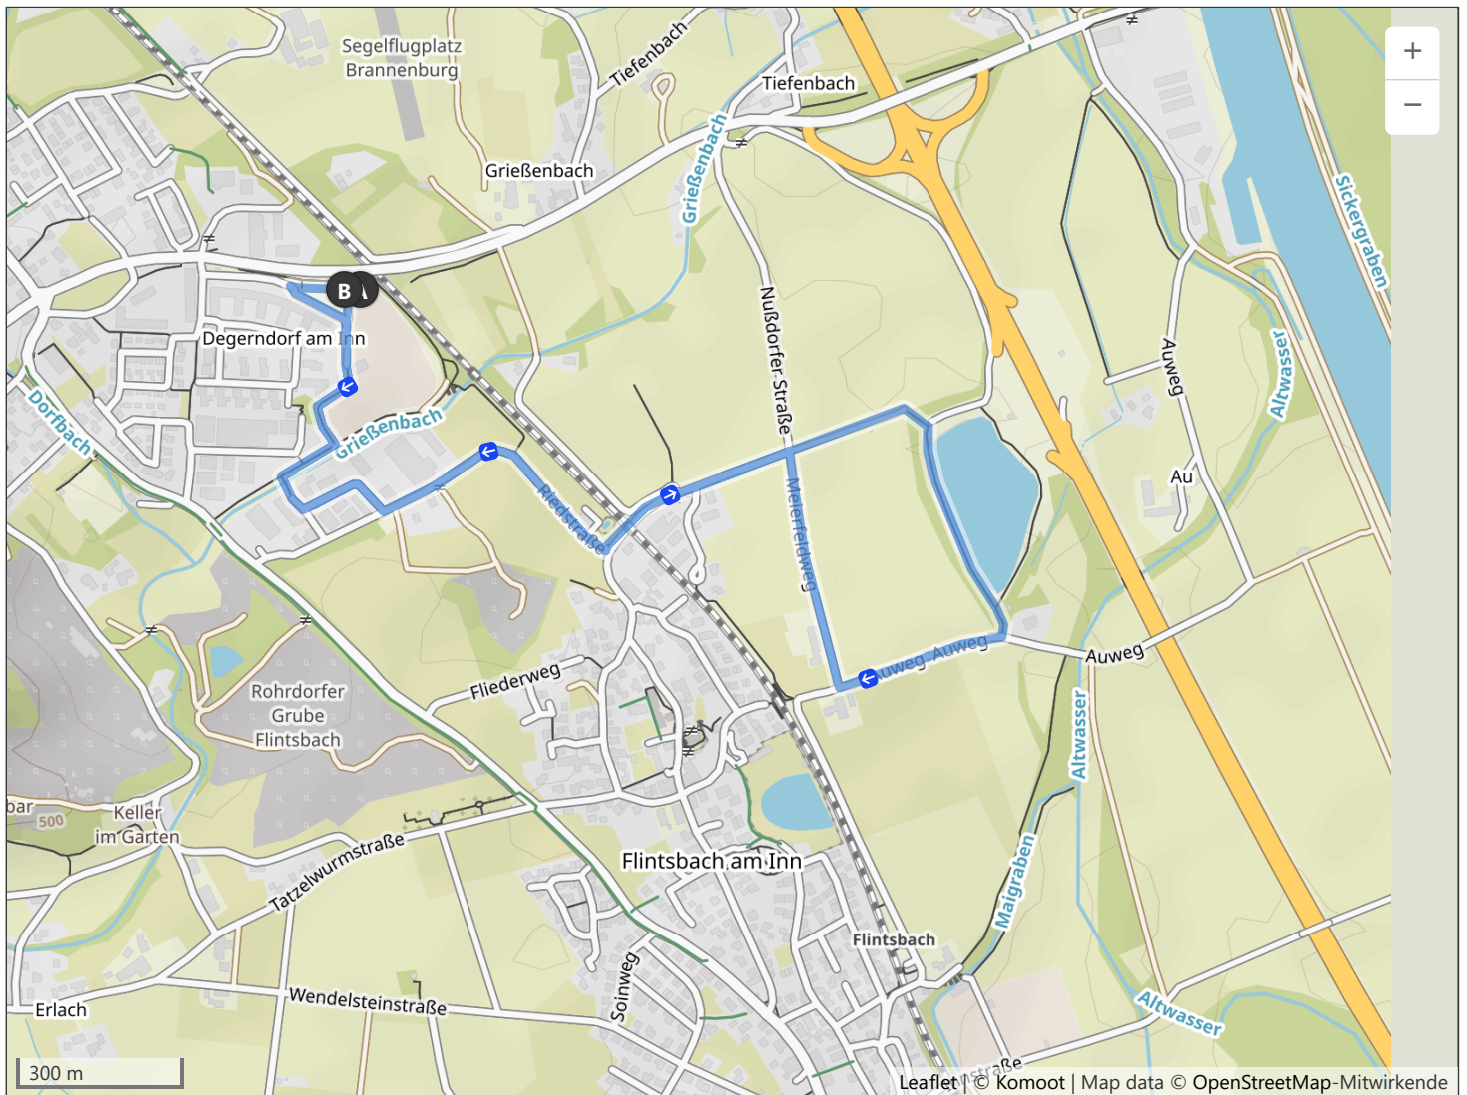 Segelflugplatz
Brannenburg
Tiefenbach
Tiefenbach
Grießenbach
Grießenbach
Sickergraben
+
−
B
A
Degerndorf am Inn
Nußdorfer Straße
Auweg
Altwasser
Dorfbach
Grießenbach
Au
Riedstraße
Meierfeldweg
Auweg Auweg
Auweg
Fliederweg
Rohrdorfer
Grube
Flintsbach
Altwasser
bar
500
Keller
im Garten
Tatzelwurmstraße
Flintsbach am Inn
Maigraben
Flintsbach
Soinweg
Wendelsteinstraße
Erlach
Altwasser
300 m
Leaflet | © Komoot | Map data © OpenStreetMap-Mitwirkende